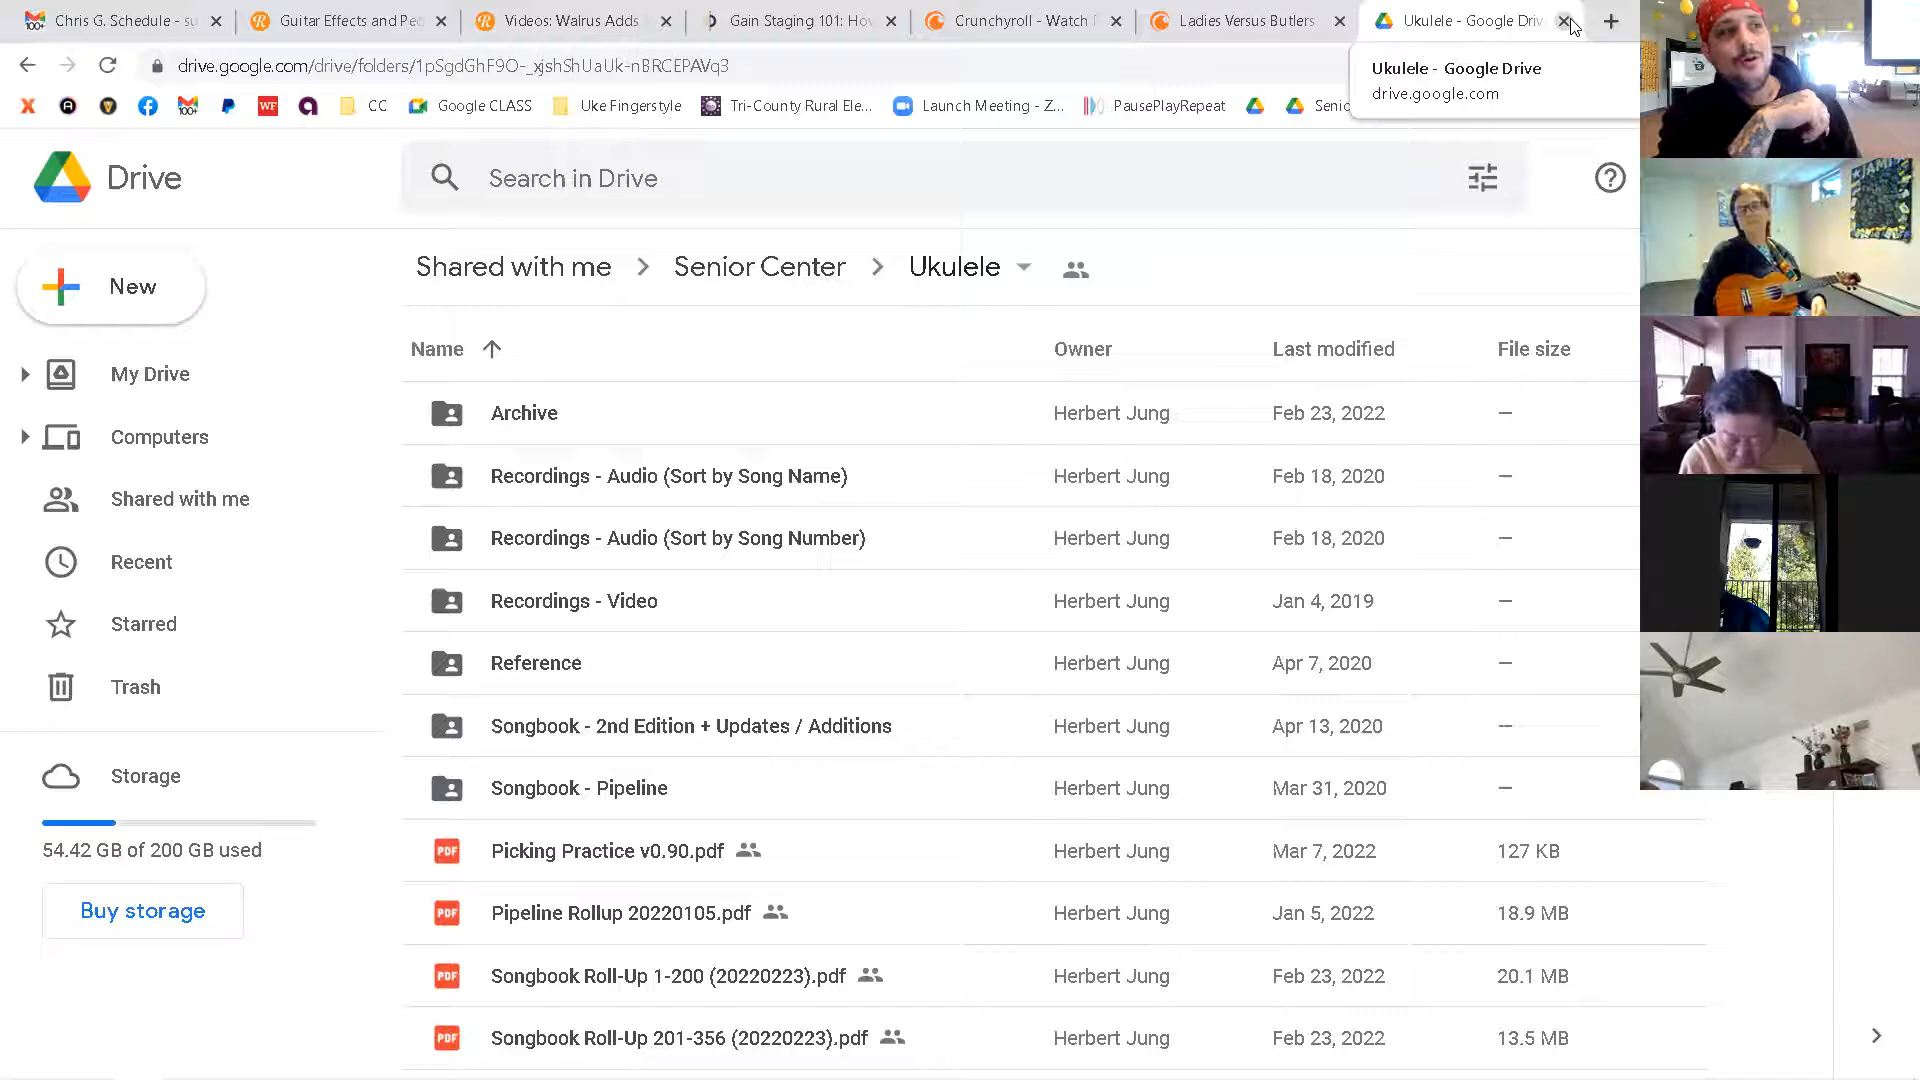 Chris G. Schedule - su
Guitar Effects and Pe
Videos: Walrus Adds
Gain Staging 101: How
Crunchyroll - Watch
Ladies Versus Butlers
Ukulele - Google Driv
drive.google.com/drive/folders/1pSgdGhF9O-_xjshShUaUk-nBRCEPAVq3
Ukulele - Google Drive
drive.google.com
WF
CC
Google CLASS
Uke Fingerstyle
Tri-County Rural Ele...
Launch Meeting - Z...
PausePlayRepeat
Senio
Drive
Search in Drive
New
Shared with me
Senior Center
Ukulele
Name
Owner
Last modified
File size
My Drive
Computers
Shared with me
Recent
Starred
Trash
Storage
54.42 GB of 200 GB used
Buy storage
Archive Herbert Jung Feb 23, 2022 –
Recordings - Audio (Sort by Song Name) Herbert Jung Feb 18, 2020 –
Recordings - Audio (Sort by Song Number) Herbert Jung Feb 18, 2020 –
Recordings - Video Herbert Jung Jan 4, 2019 –
Reference Herbert Jung Apr 7, 2020 –
Songbook - 2nd Edition + Updates / Additions Herbert Jung Apr 13, 2020 –
Songbook - Pipeline Herbert Jung Mar 31, 2020 –
PDF Picking Practice v0.90.pdf Herbert Jung Mar 7, 2022 127 KB
PDF Pipeline Rollup 20220105.pdf Herbert Jung Jan 5, 2022 18.9 MB
PDF Songbook Roll-Up 1-200 (20220223).pdf Herbert Jung Feb 23, 2022 20.1 MB
PDF Songbook Roll-Up 201-356 (20220223).pdf Herbert Jung Feb 23, 2022 13.5 MB